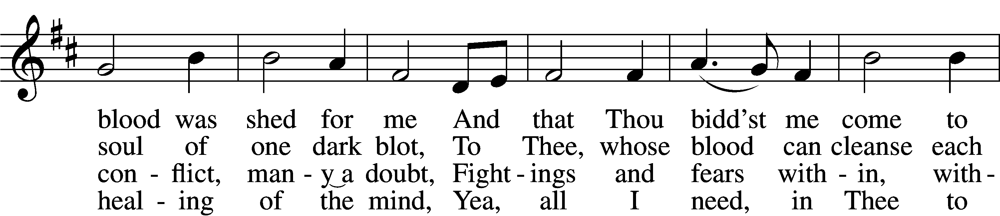 blood was shed for me And that Thou bidd’st me come to
soul of one dark blot, To Thee, whose blood can cleanse each
con - flict, man - y a doubt, Fight - ings and fears with - in, with -
heal - ing of the mind, Yea, all I need, in Thee to